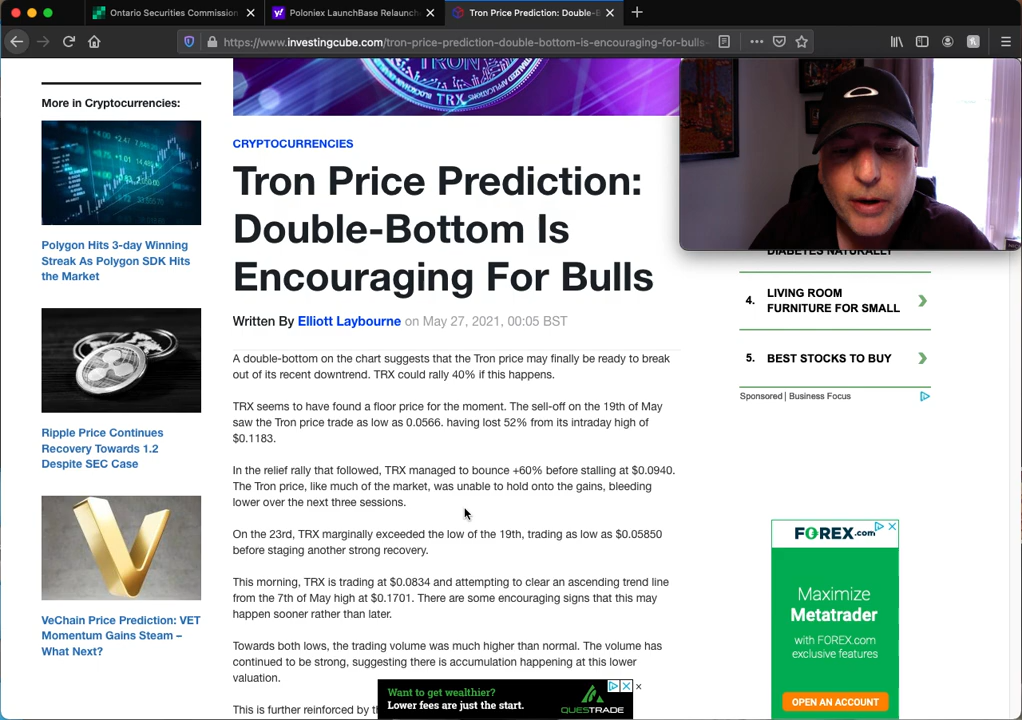 Ontario Securities Commission
Poloniex LaunchBase Relaunch
Tron Price Prediction: Double-B
https://www.investingcube.com/tron-price-prediction-double-bottom-is-encouraging-for-bulls-
TRON
TRX
More in Cryptocurrencies:
Polygon Hits 3-day Winning
Streak As Polygon SDK Hits
the Market
Ripple Price Continues
Recovery Towards 1.2
Despite SEC Case
VeChain Price Prediction: VET
Momentum Gains Steam –
What Next?
CRYPTOCURRENCIES
Tron Price Prediction:
Double-Bottom Is
Encouraging For Bulls
Written By Elliott Laybourne on May 27, 2021, 00:05 BST
A double-bottom on the chart suggests that the Tron price may finally be ready to break
out of its recent downtrend. TRX could rally 40% if this happens.
TRX seems to have found a floor price for the moment. The sell-off on the 19th of May
saw the Tron price trade as low as 0.0566. having lost 52% from its intraday high of
$0.1183.
In the relief rally that followed, TRX managed to bounce +60% before stalling at $0.0940.
The Tron price, like much of the market, was unable to hold onto the gains, bleeding
lower over the next three sessions.
On the 23rd, TRX marginally exceeded the low of the 19th, trading as low as $0.05850
before staging another strong recovery.
This morning, TRX is trading at $0.0834 and attempting to clear an ascending trend line
from the 7th of May high at $0.1701. There are some encouraging signs that this may
happen sooner rather than later.
Towards both lows, the trading volume was much higher than normal. The volume has
continued to be strong, suggesting there is accumulation happening at this lower
valuation.
This is further reinforced by th
DIABETES NATURALLY
4. LIVING ROOM
FURNITURE FOR SMALL
5. BEST STOCKS TO BUY
Sponsored | Business Focus
FOREX.com
Maximize
Metatrader
with FOREX.com
exclusive features
OPEN AN ACCOUNT
Want to get wealthier?
Lower fees are just the start.
QUESTRADE